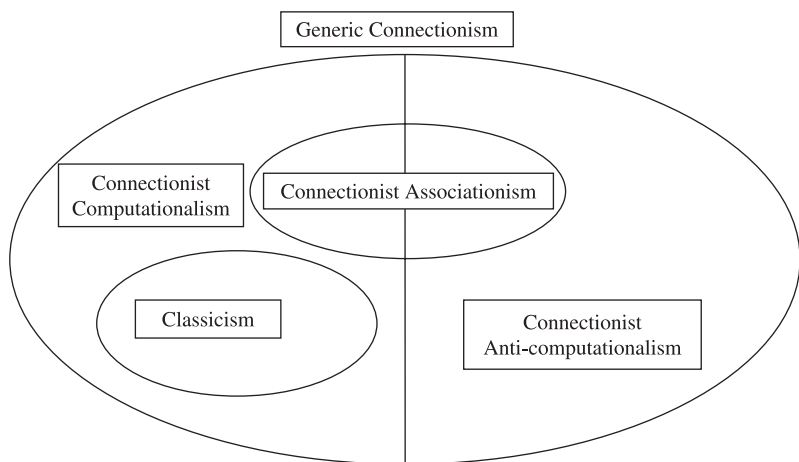 Generic Connectionism
Connectionist
Computationalism
Connectionist Associationism
Classicism
Connectionist
Anti-computationalism